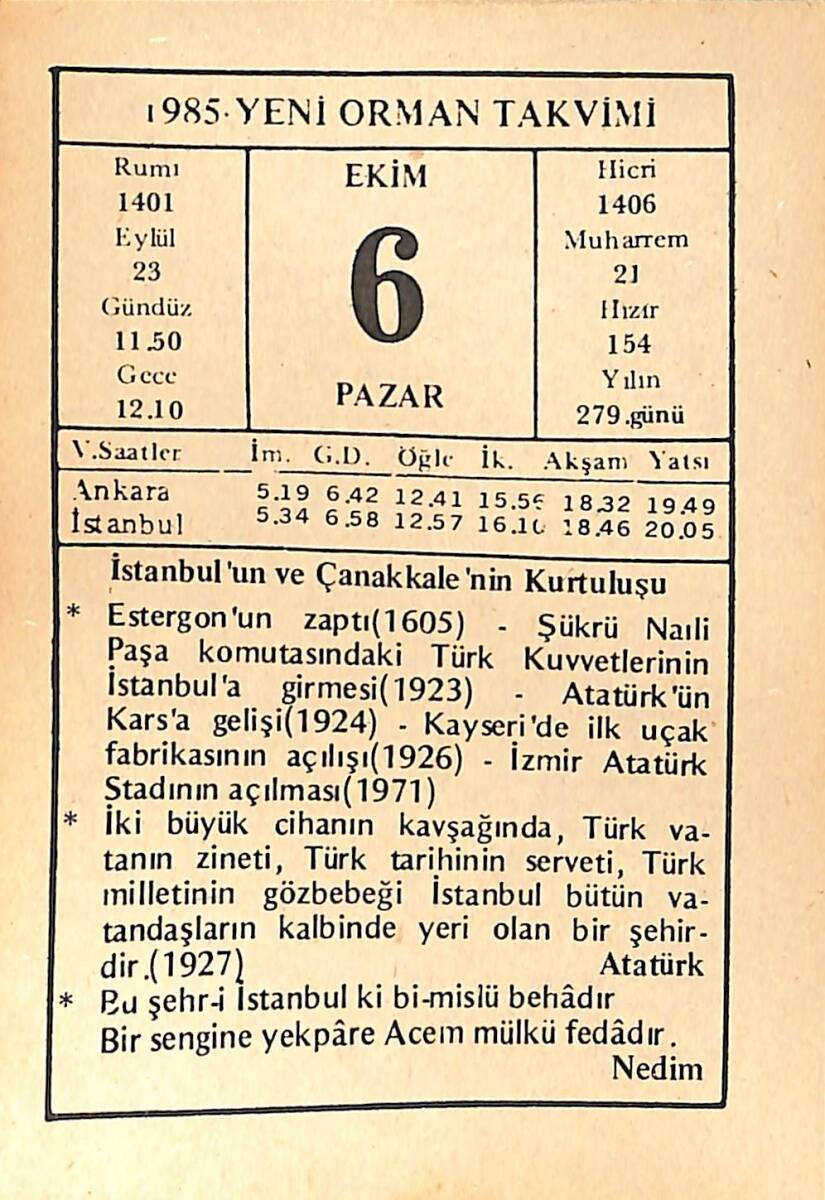 1985-YENİ ORMAN TAKVİMİ
Rumı
1401
Eylül
23
Gündüz
11.50
Gece
12.10
EKİM
6
PAZAR
Hicri
1406
Muharrem
21
Hızır
154
Yılın
279.günü
V.Saatler İm. G.D. Öğle İk. Akşam Yatsı
Ankara 5.19 6.42 12.41 15.56 18.32 19.49
İstanbul 5.34 6.58 12.57 16.10 18.46 20.05
İstanbul'un ve Çanakkale'nin Kurtuluşu
* Estergon'un zaptı(1605) - Şükrü Naıli
Paşa komutasındaki Türk Kuvvetlerinin
İstanbul'a girmesi(1923) - Atatürk'ün
Kars'a gelişi(1924) - Kayseri'de ilk uçak
fabrikasının açılışı(1926) - İzmir Atatürk
Stadının açılması(1971)
* İki büyük cihanın kavşağında, Türk va-
tanın zineti, Türk tarihinin serveti, Türk
milletinin gözbebeği İstanbul bütün va-
tandaşların kalbinde yeri olan bir şehir-
dir.(1927) Atatürk
* Bu şehr-i İstanbul ki bi-mislü behâdır
Bir sengine yekpâre Acem mülkü fedâdır.
Nedim